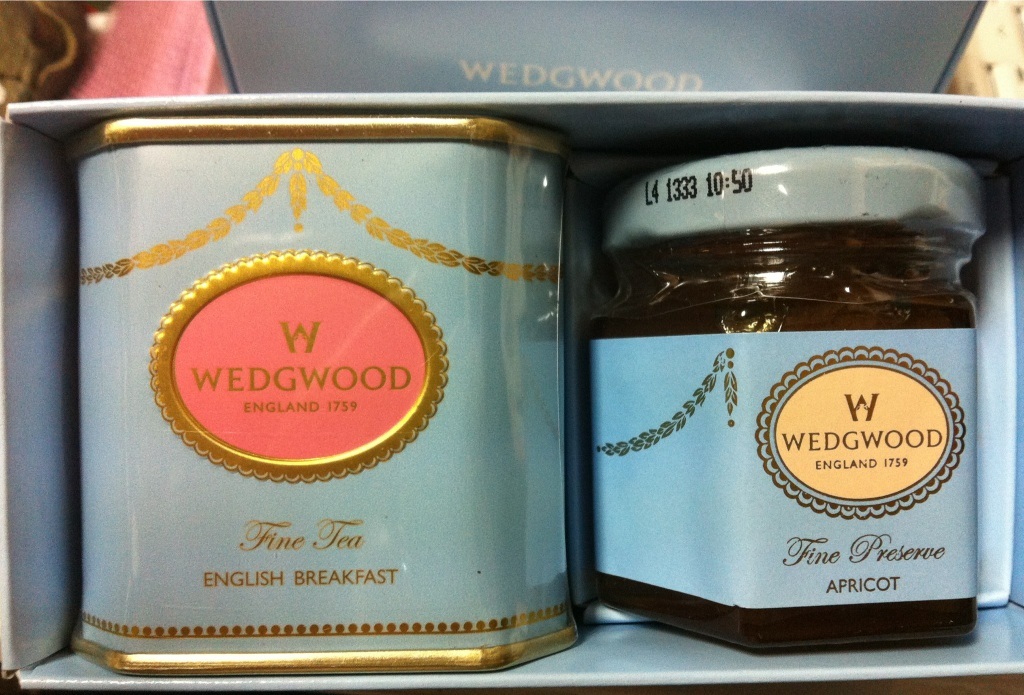 WEDGWOOD
W
WEDGWOOD
ENGLAND 1759
Fine Tea
ENGLISH BREAKFAST
L4 1333 10:50
W
WEDGWOOD
ENGLAND 1759
Fine Preserve
APRICOT